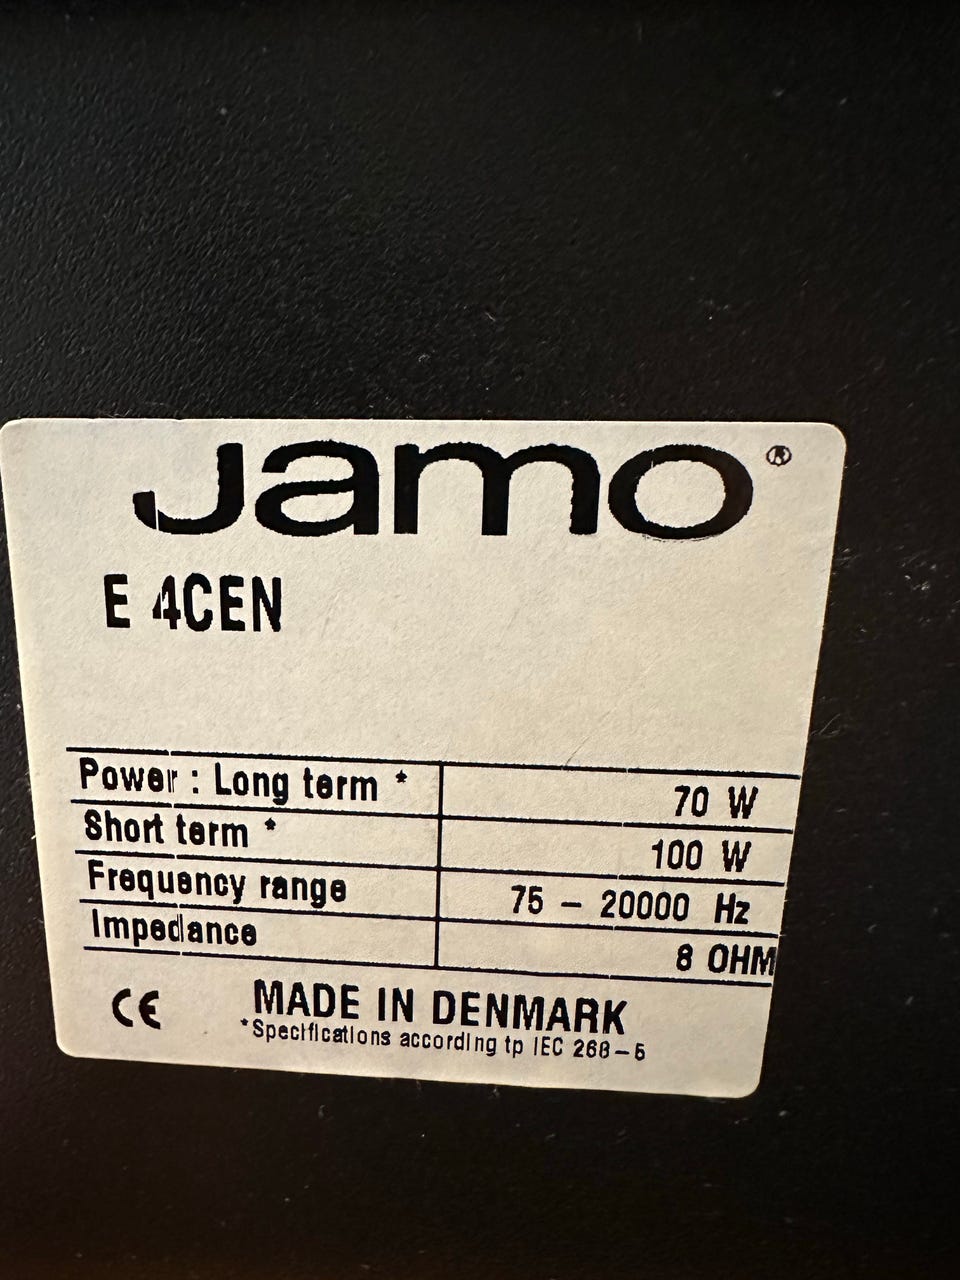 Jamo®
E 4CEN
Power : Long term * 70 W
Short term * 100 W
Frequency range 75 – 20000 Hz
Impedance 8 OHM
CE MADE IN DENMARK
*Specifications according tp IEC 268–5